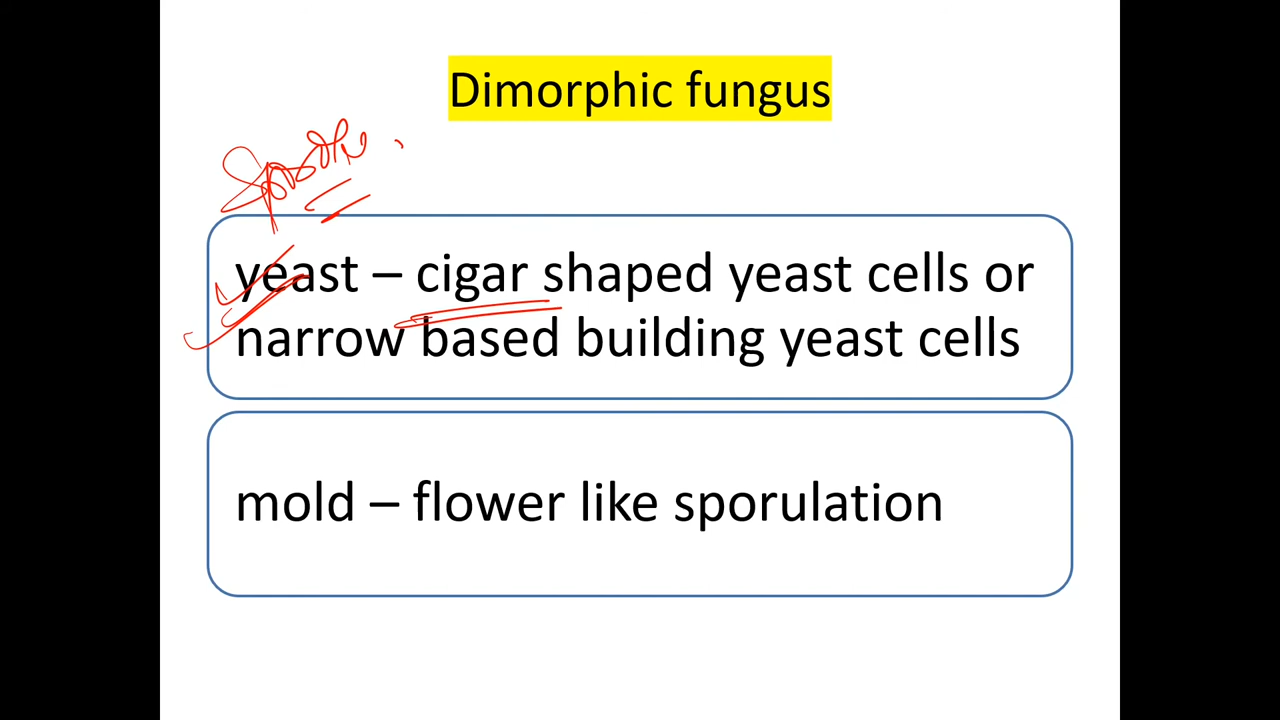 Dimorphic fungus
yeast – cigar shaped yeast cells or
narrow based building yeast cells
mold – flower like sporulation